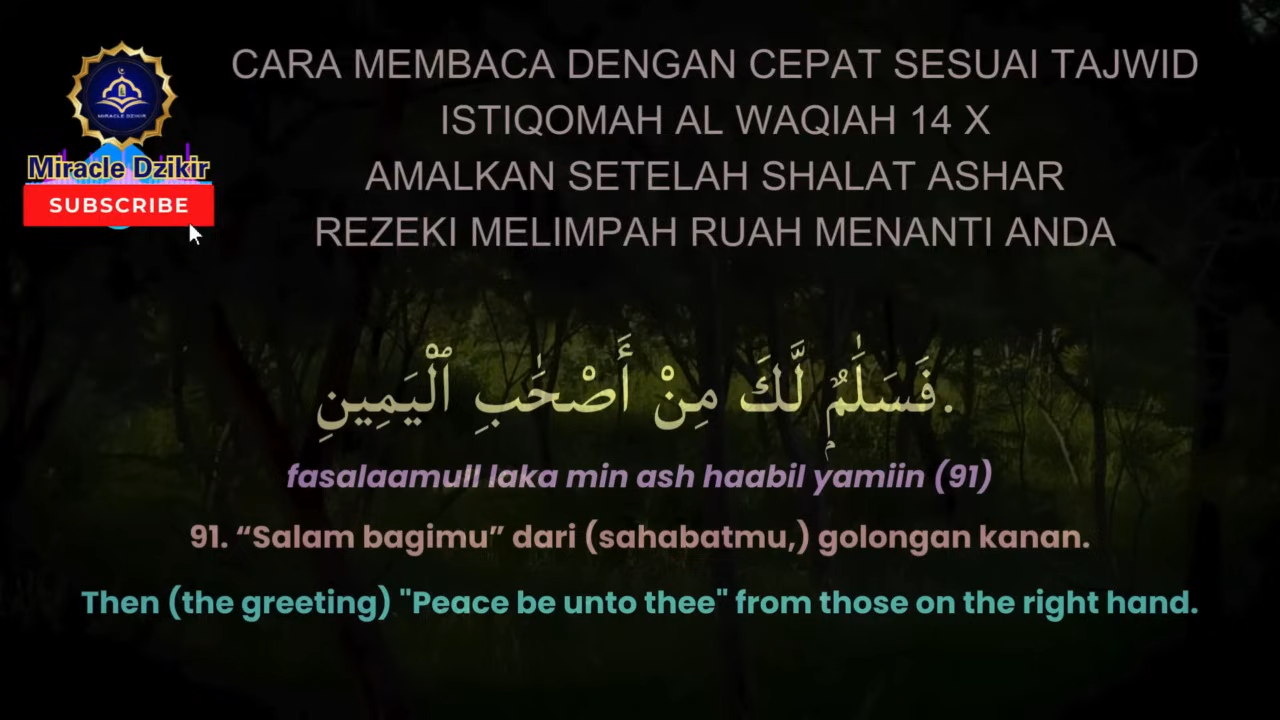 CARA MEMBACA DENGAN CEPAT SESUAI TAJWID
ISTIQOMAH AL WAQIAH 14 X
AMALKAN SETELAH SHALAT ASHAR
REZEKI MELIMPAH RUAH MENANTI ANDA
MIRACLE DZIKIR
Miracle Dzikir
SUBSCRIBE
.فَسَلَٰمٌۭ لَّكَ مِنْ أَصْحَٰبِ ٱلْيَمِينِ
fasalaamull laka min ash haabil yamiin (91)
91. “Salam bagimu” dari (sahabatmu,) golongan kanan.
Then (the greeting) "Peace be unto thee" from those on the right hand.